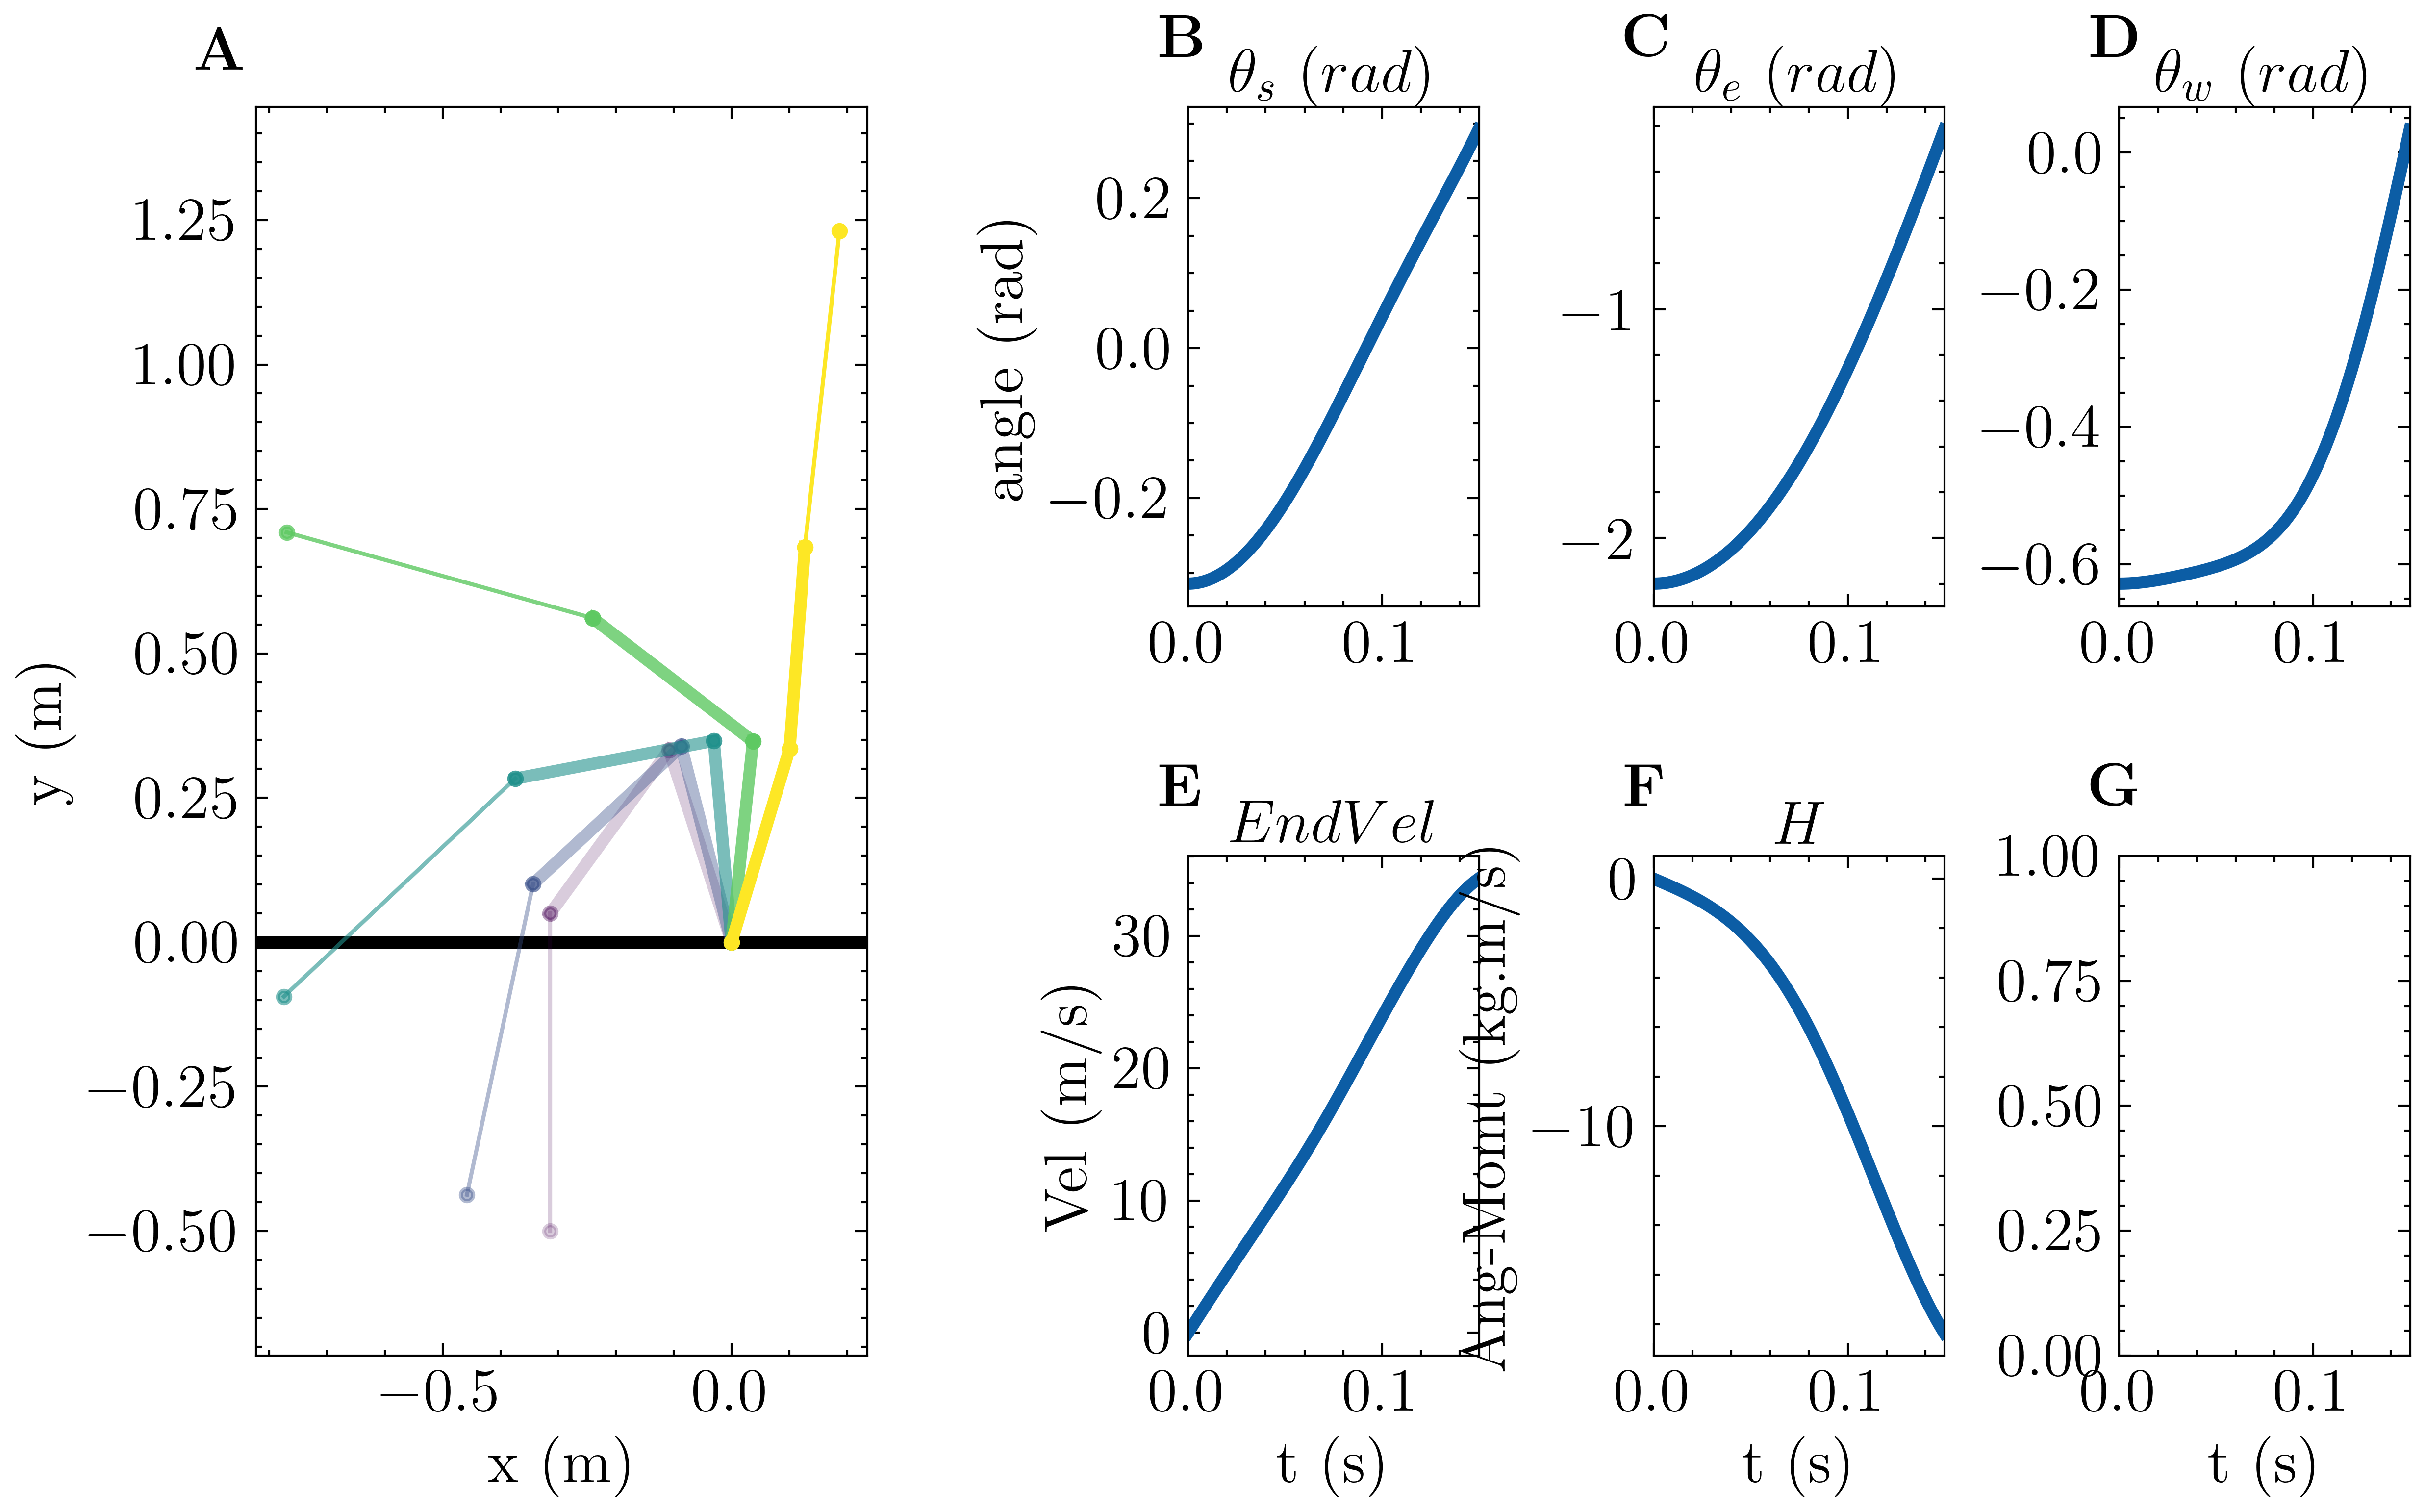 A
1.25
1.00
0.75
0.50
0.25
0.00
−0.25
−0.50
y (m)
−0.5 0.0
x (m)
B
θs (rad)
0.2
0.0
−0.2
angle (rad)
0.0 0.1
C
θe (rad)
−1
−2
0.0 0.1
D
θw (rad)
0.0
−0.2
−0.4
−0.6
0.0 0.1
E
EndVel
30
20
10
0
Vel (m/s)
0.0 0.1
t (s)
F
H
0
−10
Ang-Momt (kg.m/s)
0.0 0.1
t (s)
G
1.00
0.75
0.50
0.25
0.00
0.0 0.1
t (s)